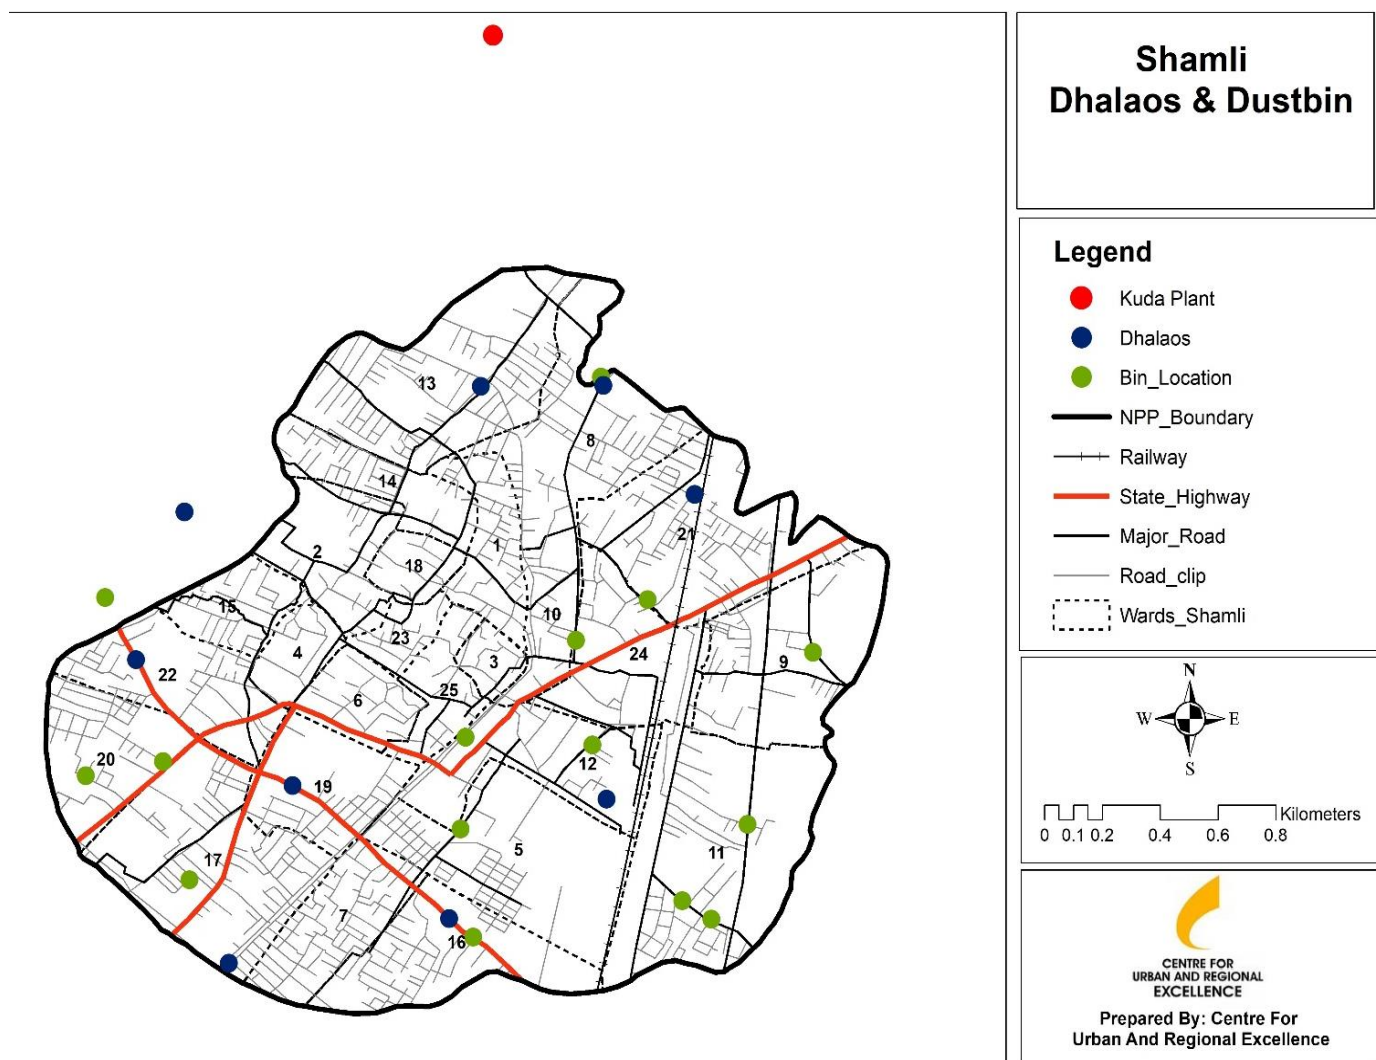 Shamli
Dhalaos & Dustbin
Legend
Kuda Plant
Dhalaos
Bin_Location
NPP_Boundary
Railway
State_Highway
Major_Road
Road_clip
Wards_Shamli
N
W E
S
Kilometers
0 0.1 0.2 0.4 0.6 0.8
CENTRE FOR
URBAN AND REGIONAL
EXCELLENCE
Prepared By: Centre For
Urban And Regional Excellence
13
8
14
21
1
2
18
15
10
23
4
3
24
9
25
22
6
20
12
19
5
11
17
7
16